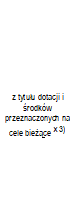 z tytułu dotacji i
środków
przeznaczonych na
cele bieżące x 3)